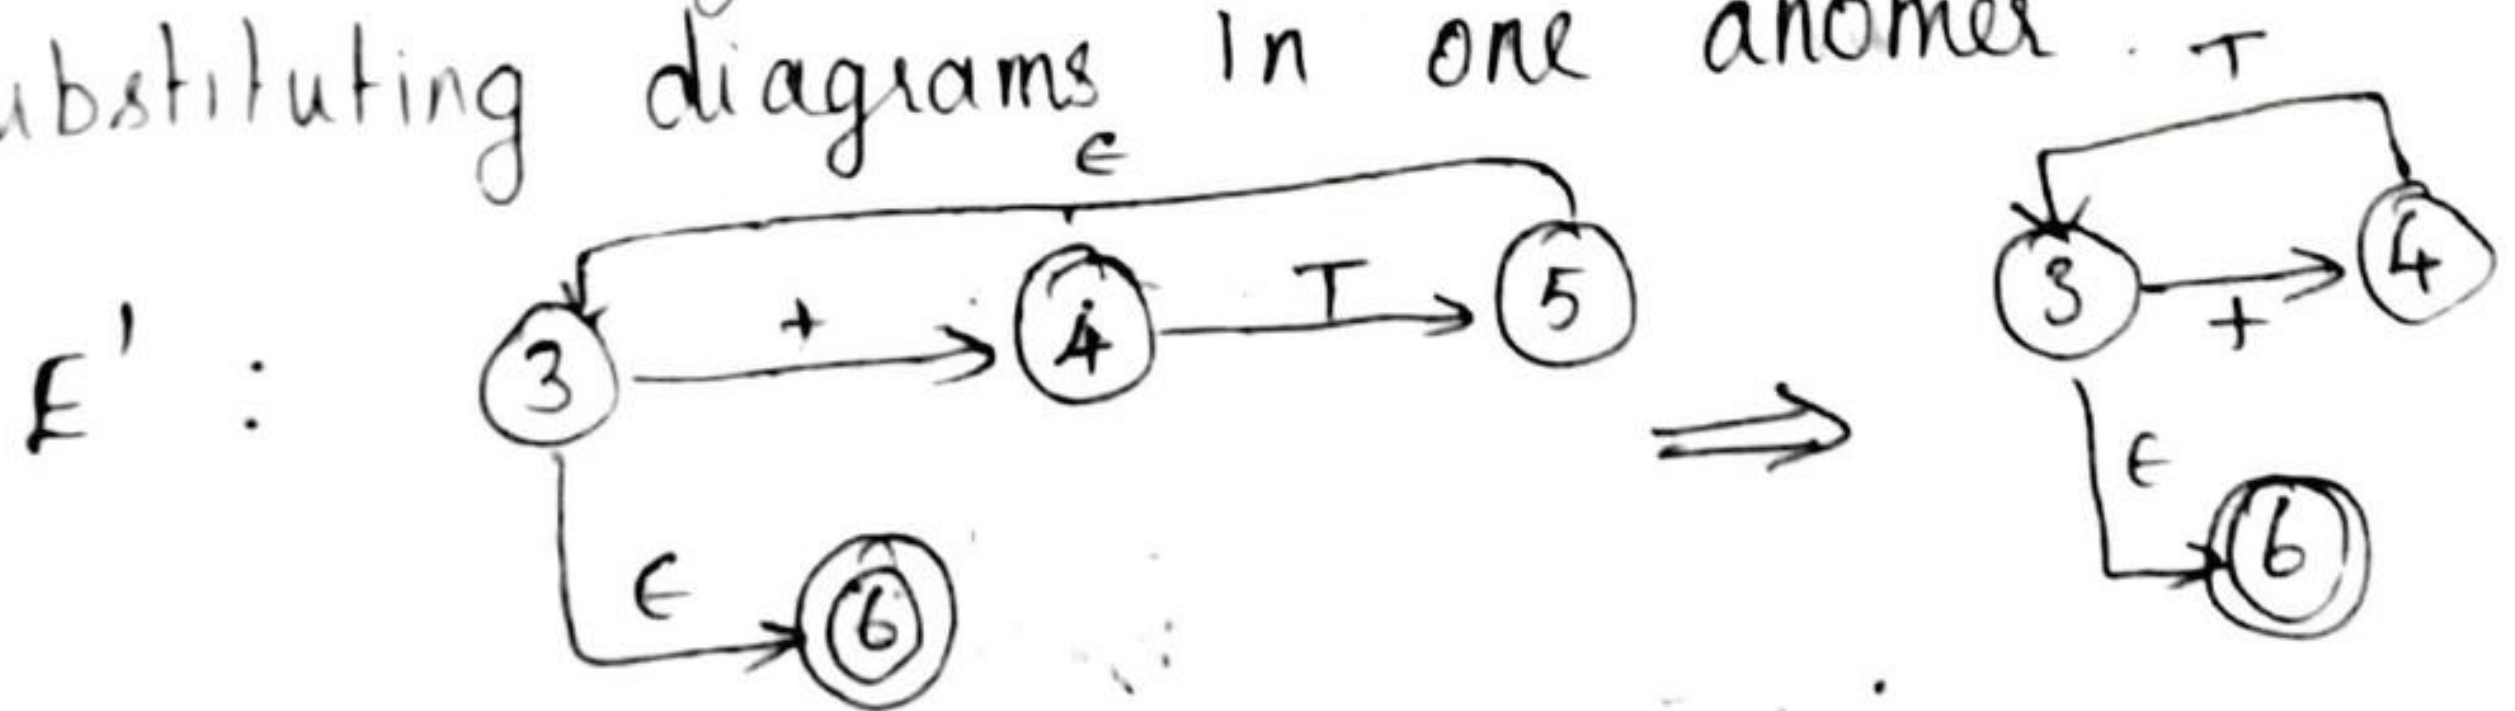 ubstituting diagrams in one another.
T
ϵ
E' : 3 + 4 T 5 ⇒ 3 + 4
ϵ 6 ϵ 6